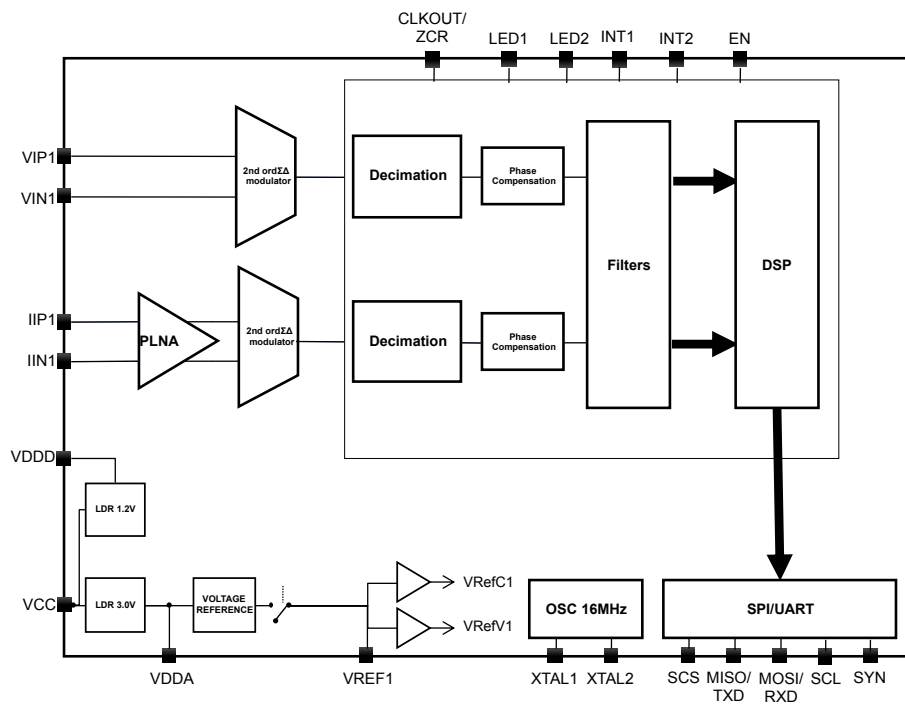 CLKOUT/
ZCR
LED1
LED2
INT1
INT2
EN
VIP1
VIN1
2nd ordΣΔ
modulator
Decimation
Phase
Compensation
Filters
DSP
IIP1
IIN1
PLNA
2nd ordΣΔ
modulator
Decimation
Phase
Compensation
VDDD
LDR 1.2V
VCC
LDR 3.0V
VOLTAGE
REFERENCE
VRefC1
VRefV1
OSC 16MHz
SPI/UART
VDDA
VREF1
XTAL1
XTAL2
SCS
MISO/
TXD
MOSI/
RXD
SCL
SYN